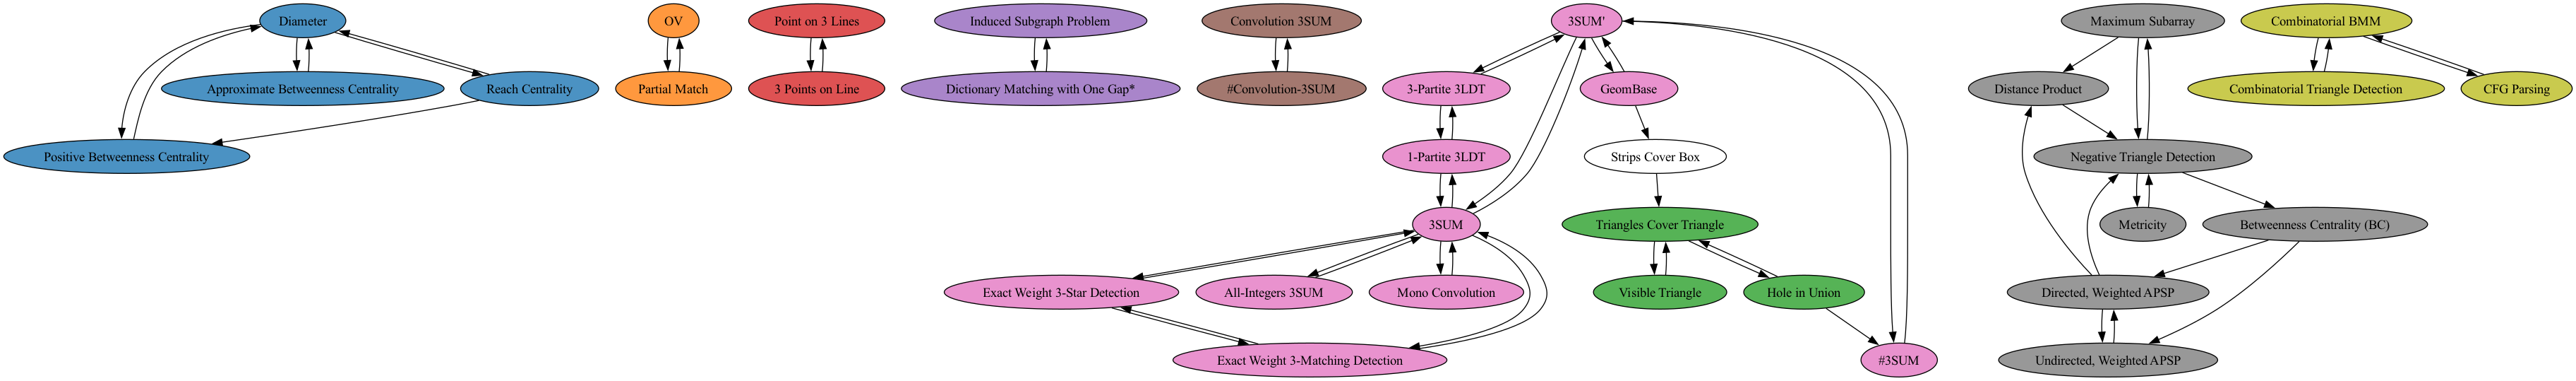 Diameter
OV
Point on 3 Lines
Induced Subgraph Problem
Convolution 3SUM
3SUM'
Maximum Subarray
Combinatorial BMM
Approximate Betweenness Centrality
Reach Centrality
Partial Match
3 Points on Line
Dictionary Matching with One Gap*
#Convolution-3SUM
3-Partite 3LDT
GeomBase
Distance Product
Combinatorial Triangle Detection
CFG Parsing
Positive Betweenness Centrality
1-Partite 3LDT
Strips Cover Box
Negative Triangle Detection
3SUM
Triangles Cover Triangle
Metricity
Betweenness Centrality (BC)
Exact Weight 3-Star Detection
All-Integers 3SUM
Mono Convolution
Visible Triangle
Hole in Union
Directed, Weighted APSP
Exact Weight 3-Matching Detection
#3SUM
Undirected, Weighted APSP